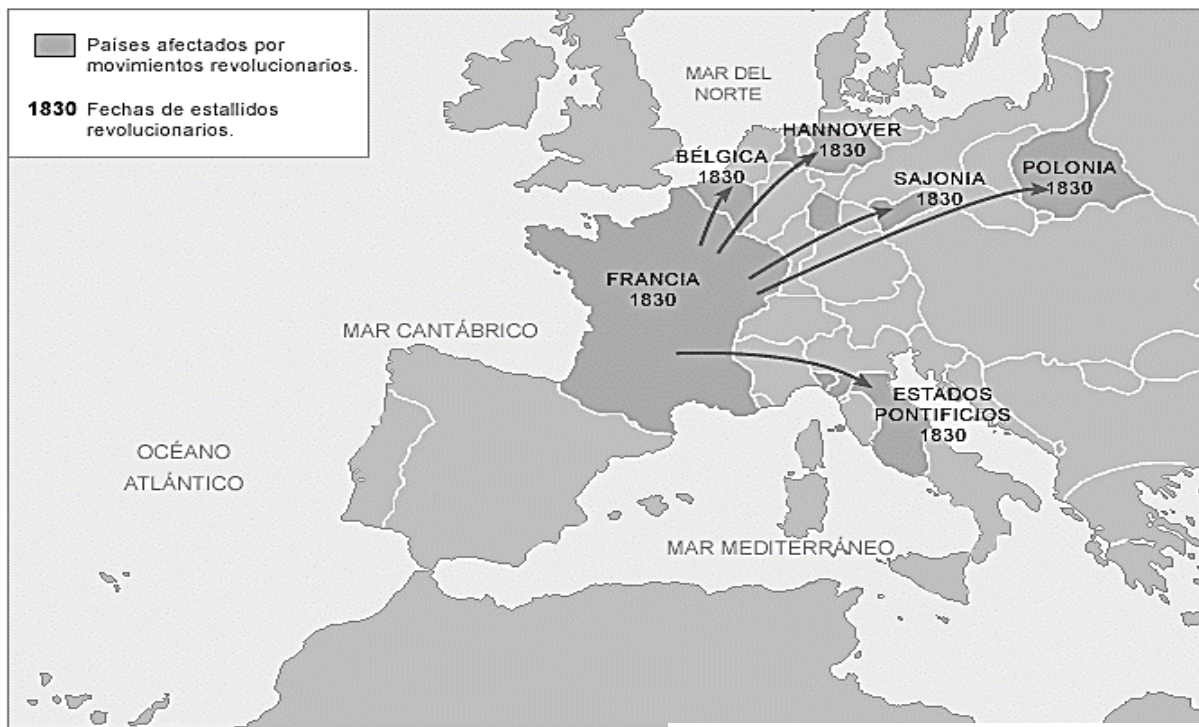 Países afectados por
movimientos revolucionarios.
1830 Fechas de estallidos
revolucionarios.
MAR DEL
NORTE
HANNOVER
1830
BÉLGICA
1830
SAJONIA
1830
POLONIA
1830
FRANCIA
1830
MAR CANTÁBRICO
ESTADOS
PONTIFICIOS
1830
OCÉANO
ATLÁNTICO
MAR MEDITERRÁNEO